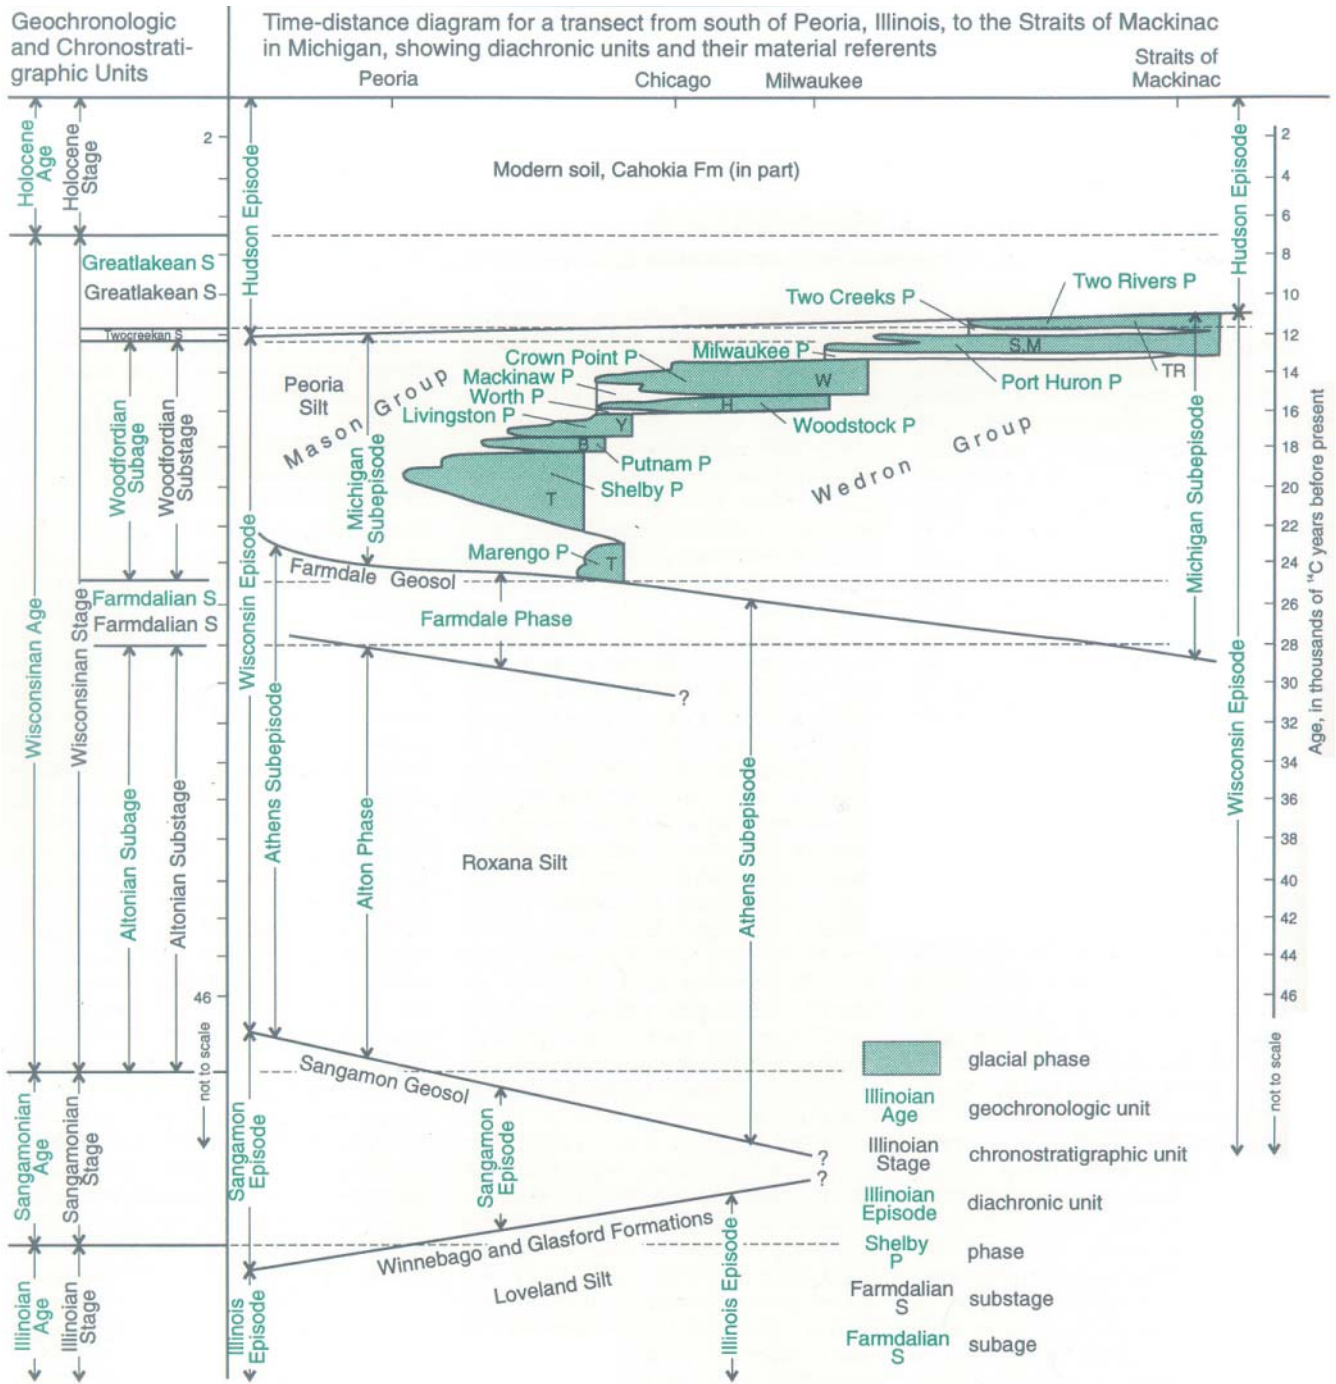 Geochronologic
and Chronostrati-
graphic Units
Time-distance diagram for a transect from south of Peoria, Illinois, to the Straits of Mackinac
in Michigan, showing diachronic units and their material referents
Peoria
Chicago
Milwaukee
Straits of
Mackinac
Holocene
Age
Holocene
Stage
2
Hudson Episode
Modern soil, Cahokia Fm (in part)
Hudson Episode
2
4
6
8
10
12
14
16
18
20
22
24
26
28
30
32
34
36
38
40
42
44
46
Age, in thousands of ¹⁴C years before present
not to scale
Greatlakean S
Greatlakean S
Twocreekan S
Two Creeks P
Two Rivers P
Crown Point P
Milwaukee P
S.M
TR
Port Huron P
Mackinaw P
W
Worth P
H
Woodstock P
Livingston P
Y
B
Putnam P
Shelby P
T
Marengo P
T
Peoria
Silt
Mason Group
Wedron Group
Michigan
Subepisode
Michigan Subepisode
Woodfordian
Subage
Woodfordian
Substage
Farmdale Geosol
Farmdalian S
Farmdalian S
Farmdale Phase
?
Wisconsinan Age
Wisconsinan Stage
Wisconsin Episode
Wisconsin Episode
Altonian Subage
Altonian Substage
Athens Subepisode
Alton Phase
Roxana Silt
Athens Subepisode
46
not to scale
Sangamon Geosol
Sangamonian
Age
Sangamonian
Stage
Sangamon
Episode
Sangamon
Episode
?
?
Winnebago and Glasford Formations
Loveland Silt
Illinoian
Age
Illinoian
Stage
Illinois
Episode
Illinois Episode
glacial phase
Illinoian
Age
geochronologic unit
Illinoian
Stage
chronostratigraphic unit
Illinoian
Episode
diachronic unit
Shelby
P
phase
Farmdalian
S
substage
Farmdalian
S
subage